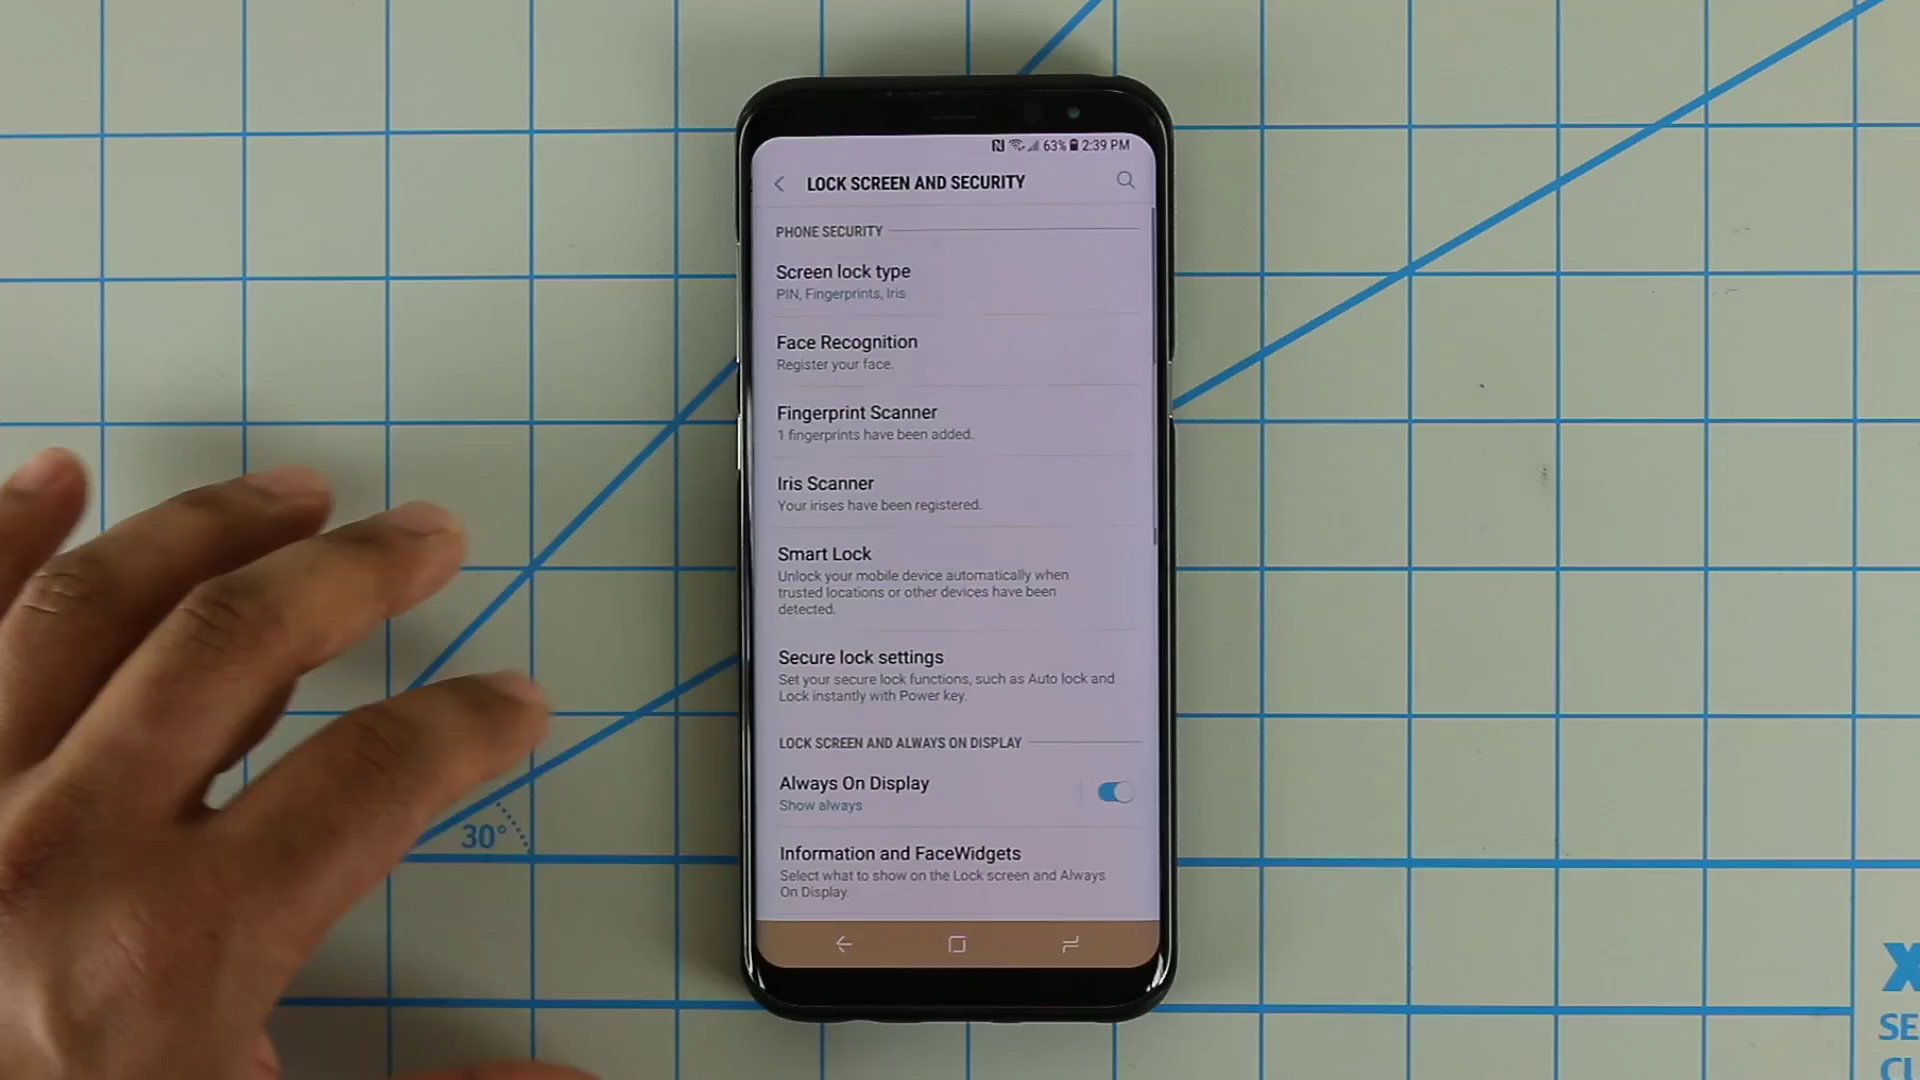 63% 2:39 PM
LOCK SCREEN AND SECURITY
PHONE SECURITY
Screen lock type
PIN, Fingerprints, Iris
Face Recognition
Register your face.
Fingerprint Scanner
1 fingerprints have been added.
Iris Scanner
Your irises have been registered.
Smart Lock
Unlock your mobile device automatically when
trusted locations or other devices have been
detected.
Secure lock settings
Set your secure lock functions, such as Auto lock and
Lock instantly with Power key.
LOCK SCREEN AND ALWAYS ON DISPLAY
Always On Display
Show always
Information and FaceWidgets
Select what to show on the Lock screen and Always
On Display.
30°
X
SE